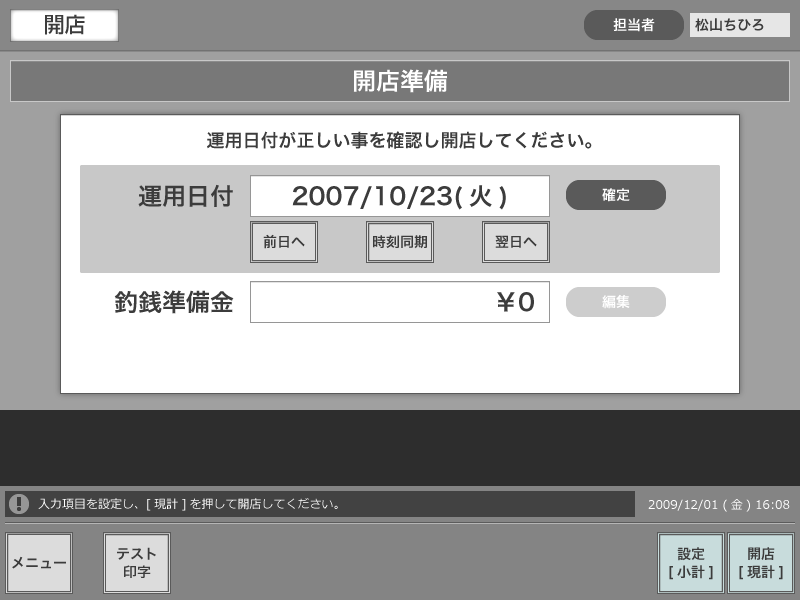 開店
担当者
松山ちひろ
開店準備
運用日付が正しい事を確認し開店してください。
運用日付
2007/10/23( 火 )
確定
前日へ
時刻同期
翌日へ
釣銭準備金
¥0
編集
入力項目を設定し、[ 現計 ] を押して開店してください。
2009/12/01 ( 金 ) 16:08
メニュー
テスト
印字
設定
[ 小計 ]
開店
[ 現計 ]